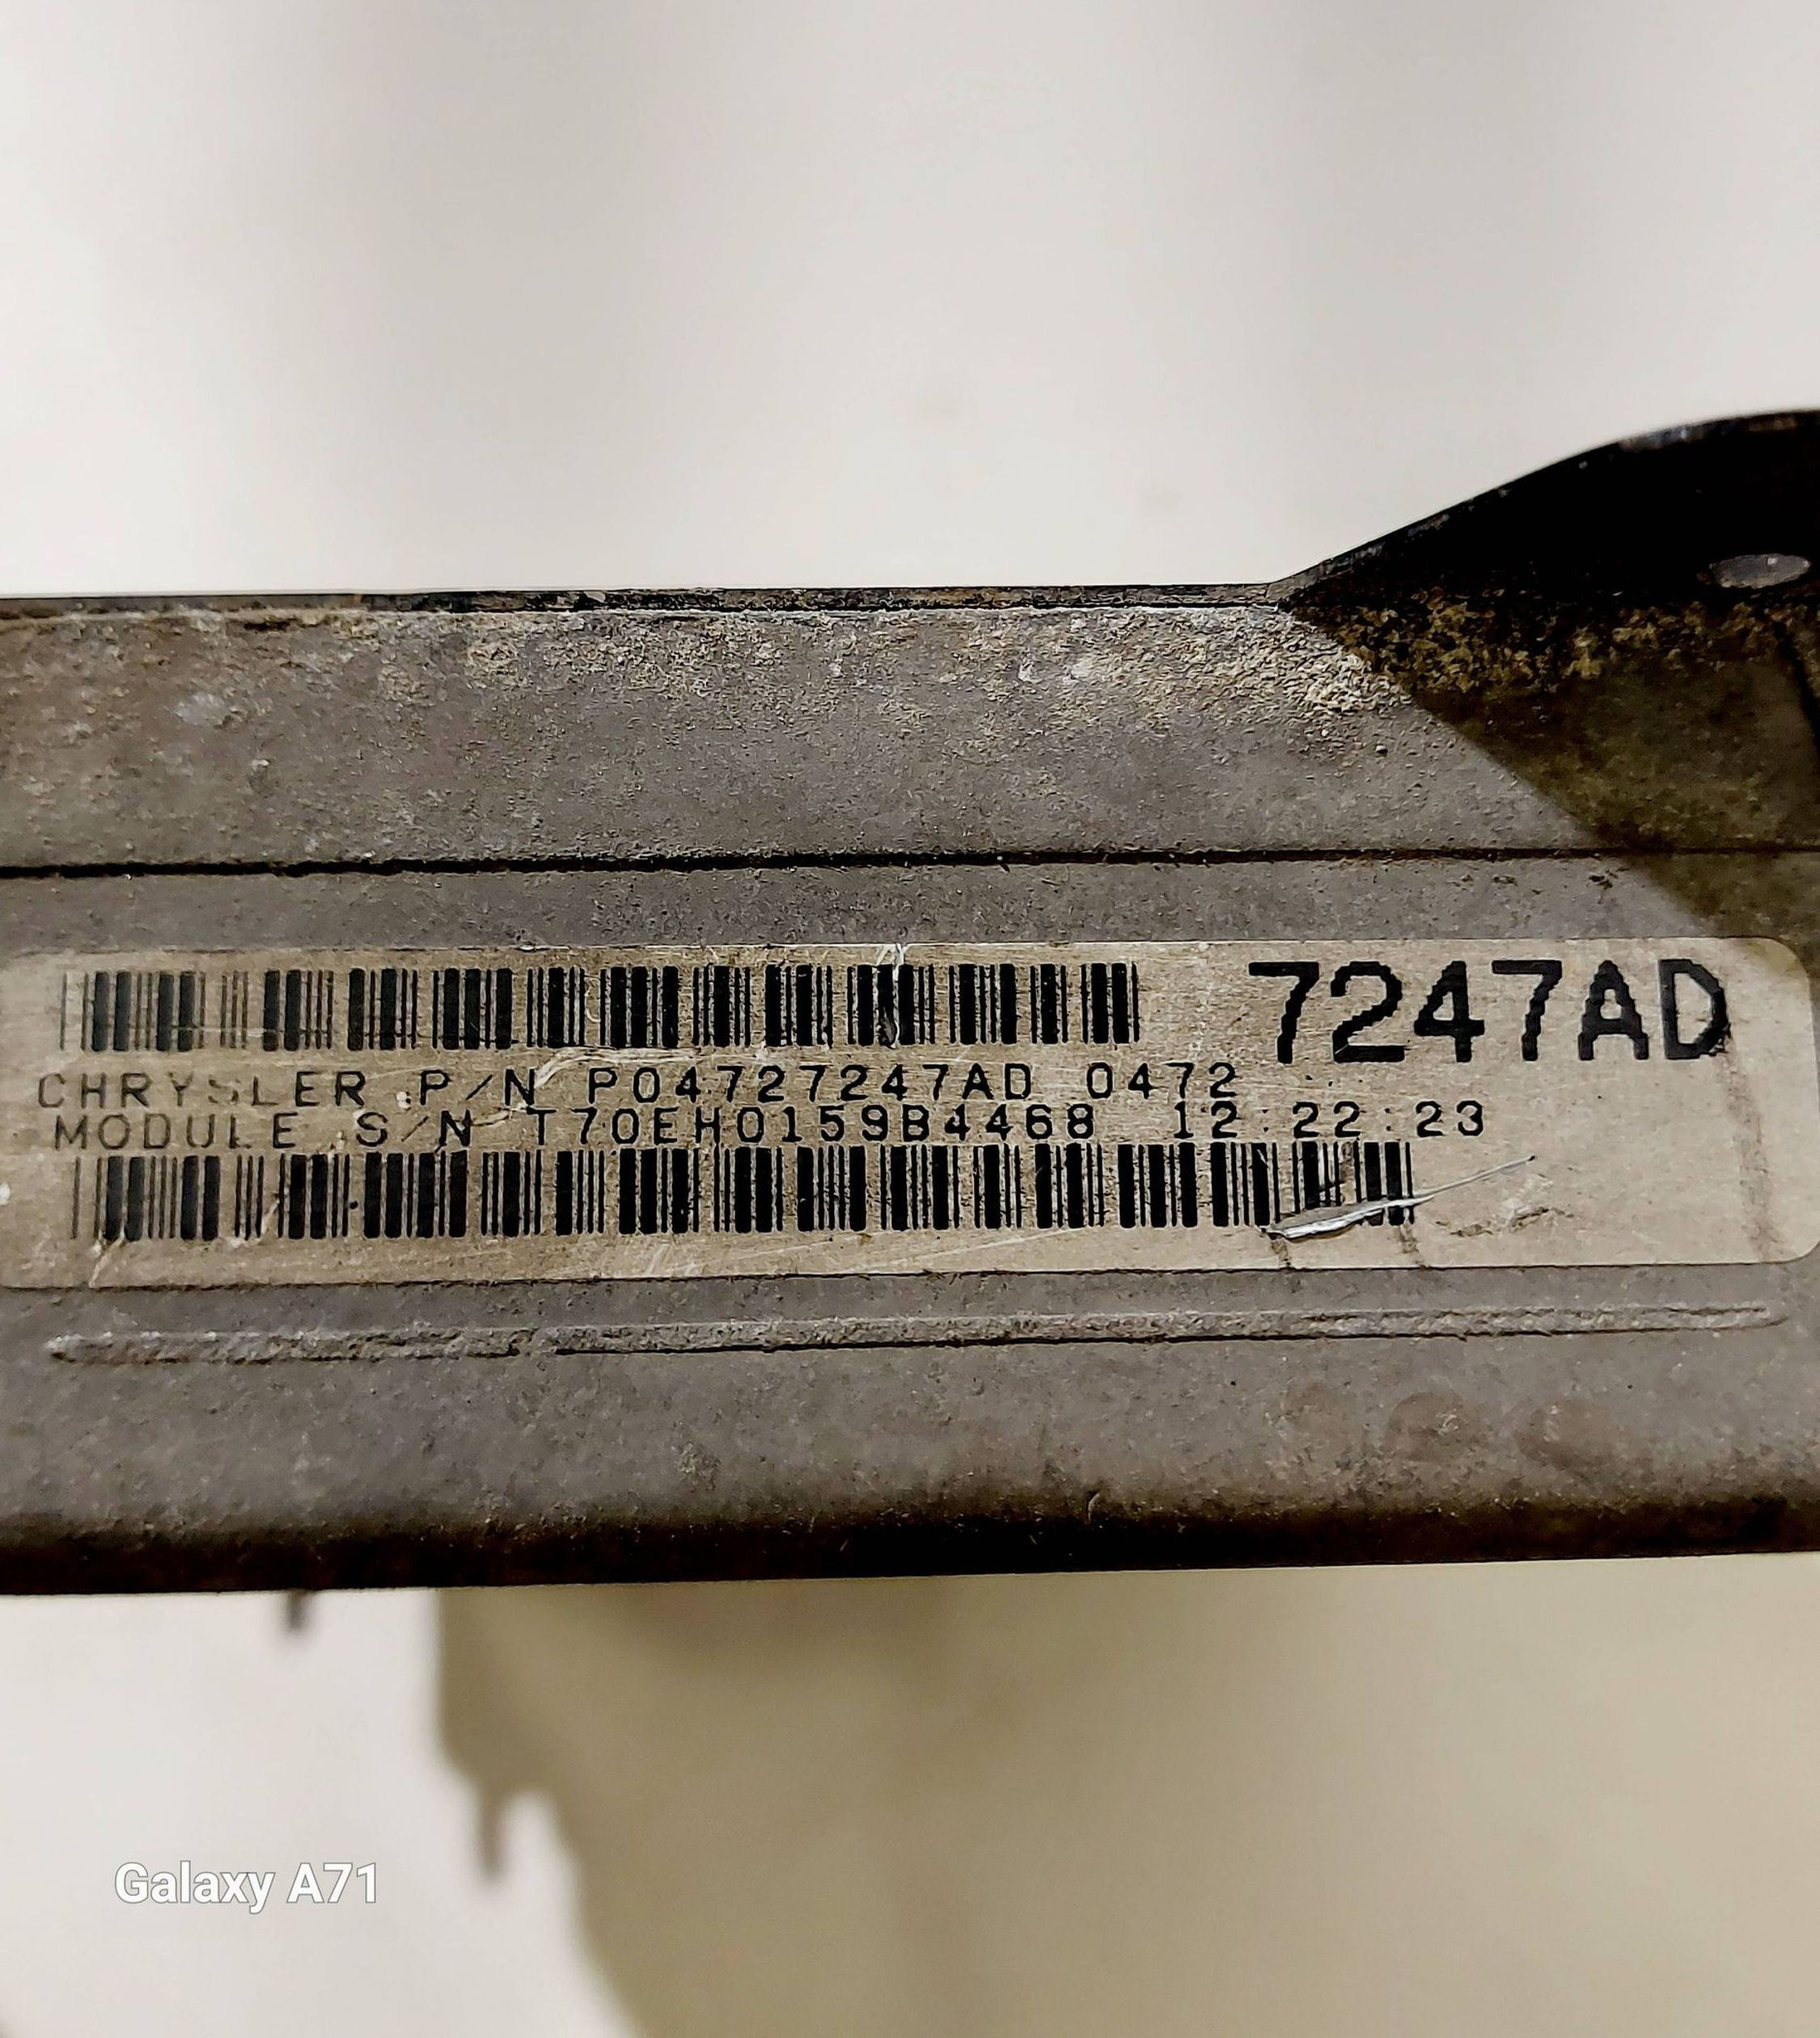 7247AD
CHRYSLER P/N P04727247AD 0472
MODULE S/N T70EH0159B4468 12:22:23
Galaxy A71